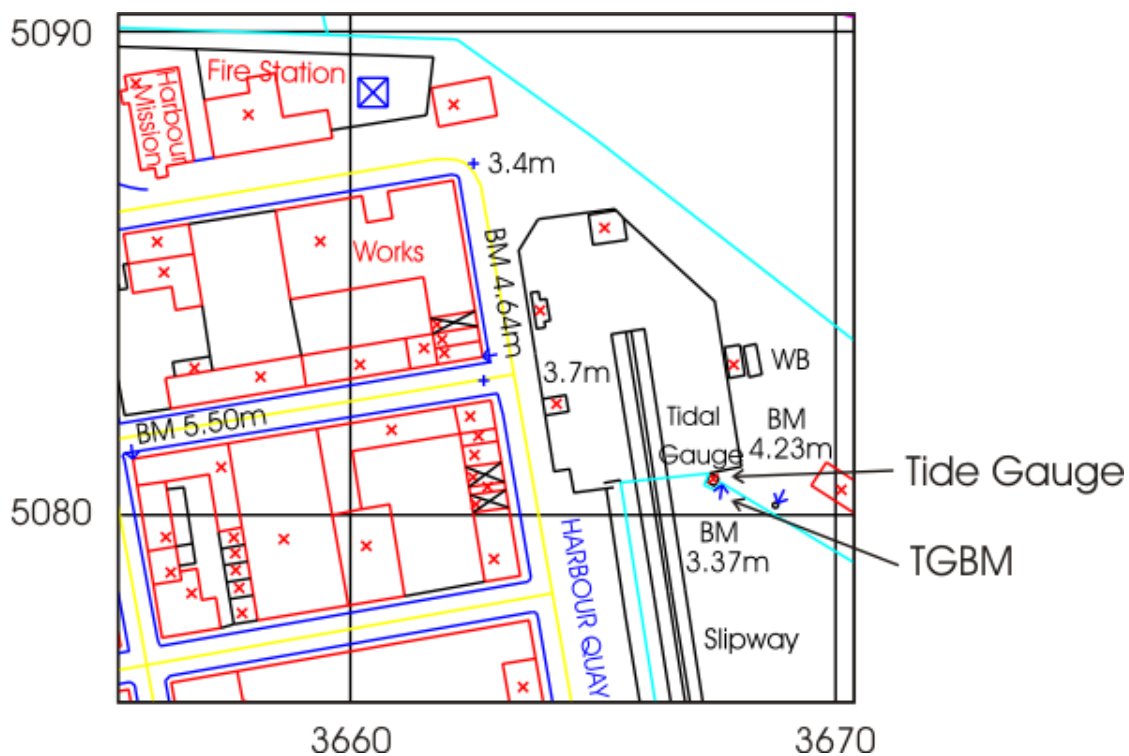 5090
Fire Station
Harbour
Mission
3.4m
BM 4.64m
Works
3.7m
WB
BM 5.50m
Tidal
Gauge
BM
4.23m
Tide Gauge
5080
BM
3.37m
TGBM
HARBOUR QUAY
Slipway
3660
3670